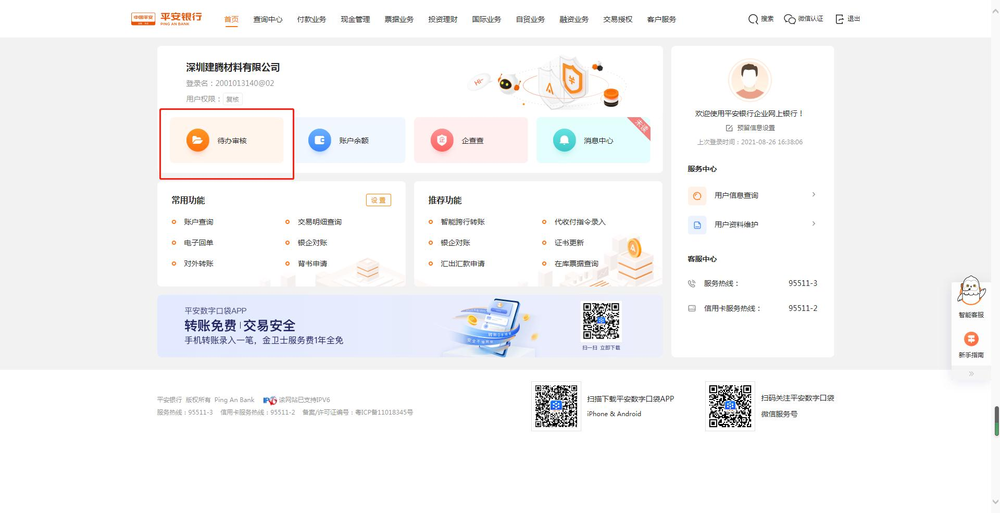 中国平安
金融·科技
平安银行
PING AN BANK
首页
查询中心
付款业务
现金管理
票据业务
投资理财
国际业务
自贸业务
融资业务
交易授权
客户服务
搜索
微信认证
退出
深圳建腾材料有限公司
登录名：2001013140@02
用户权限：复核
Hi~
待办审核
账户余额
企
企查查
消息中心
未读
常用功能
设 置
账户查询
交易明细查询
电子回单
银企对账
对外转账
背书申请
推荐功能
智能跨行转账
代收付指令录入
银企对账
证书更新
汇出汇款申请
在库票据查询
平安数字口袋APP
转账免费 | 交易安全
手机转账录入一笔，金卫士服务费1年全免
转账0手续费
安全不接网银
扫一扫 立即下载
欢迎使用平安银行企业网上银行！
预留信息设置
上次登录时间：2021-08-26 16:38:06
服务中心
用户信息查询
用户资料维护
客服中心
服务热线： 95511-3
信用卡服务热线： 95511-2
智能客服
新手指南
平安银行 版权所有 Ping An Bank IPV6 该网站已支持IPV6
服务热线：95511-3 信用卡服务热线：95511-2 备案/许可证编号：粤ICP备11018345号
扫描下载平安数字口袋APP
iPhone & Android
扫码关注平安数字口袋
微信服务号